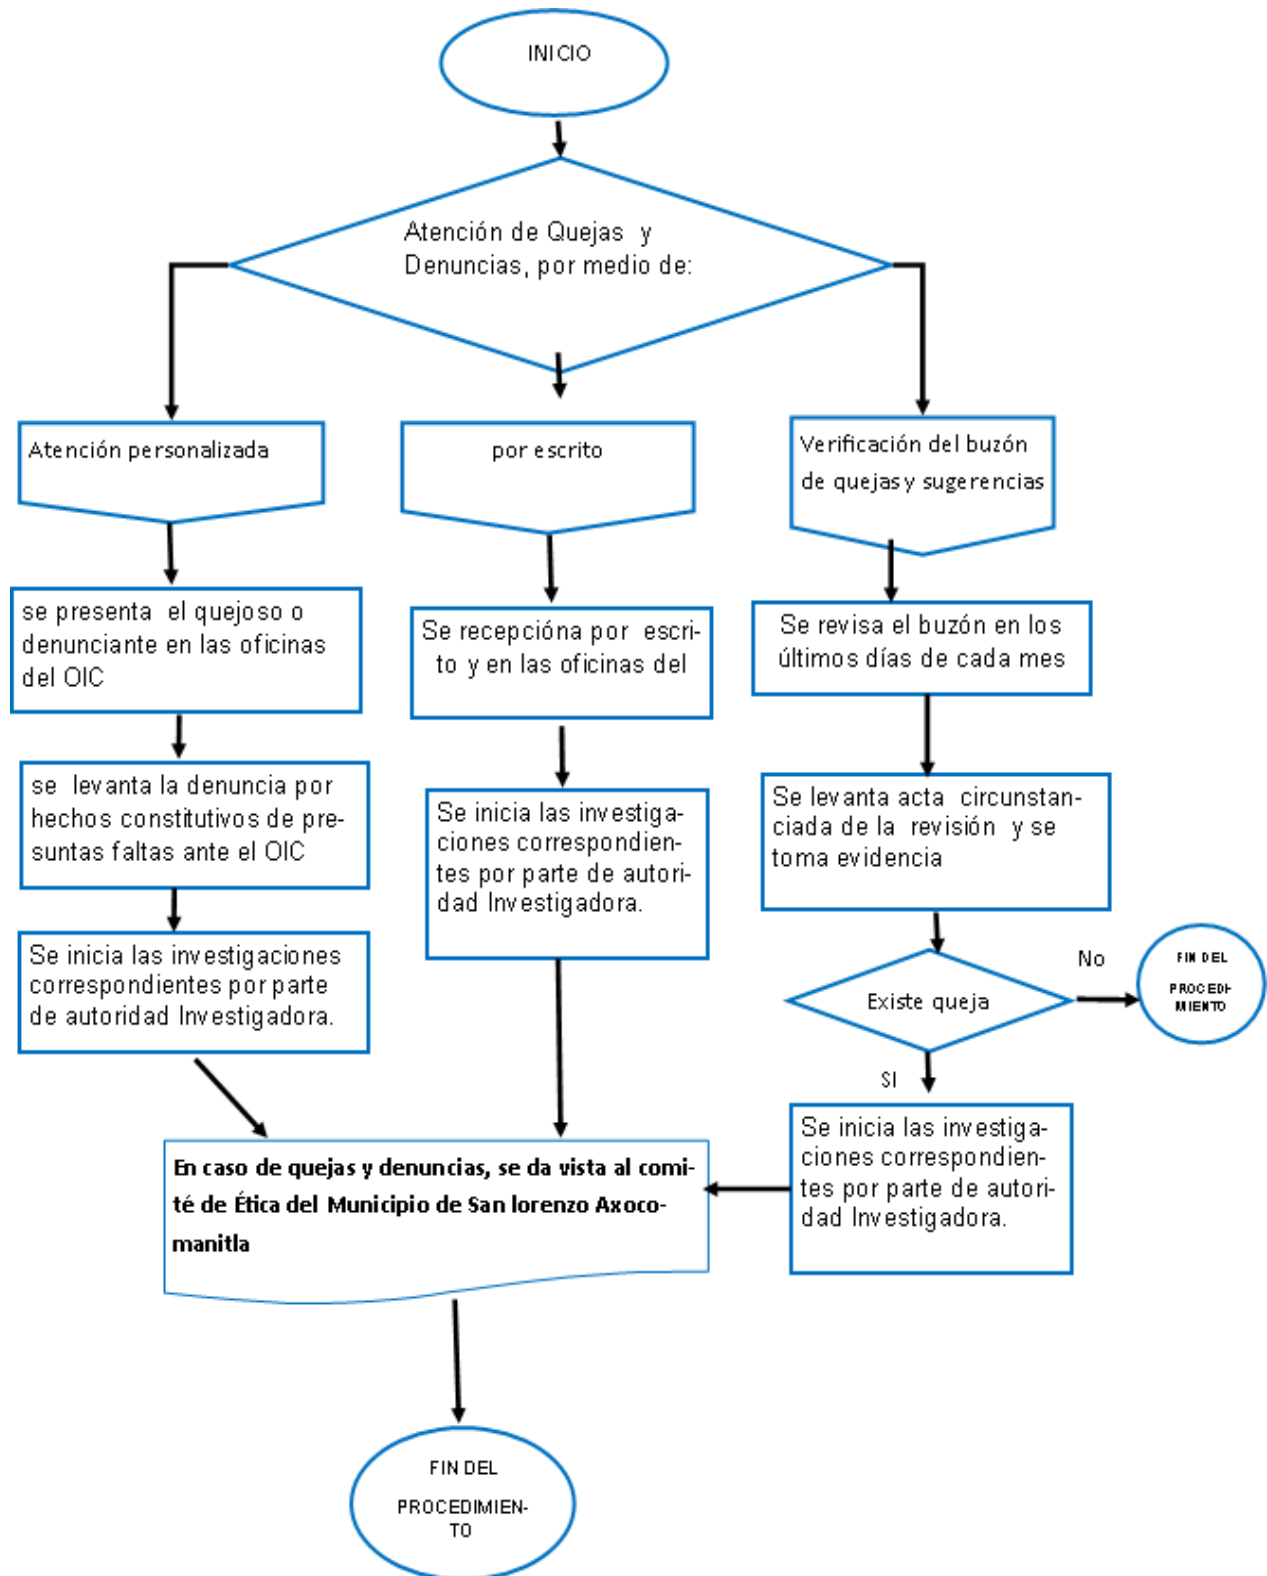 INICIO
Atención de Quejas y
Denuncias, por medio de:
Atención personalizada
por escrito
Verificación del buzón
de quejas y sugerencias
se presenta el quejoso o
denunciante en las oficinas
del OIC
Se recepcióna por escri-
to y en las oficinas del
Se revisa el buzón en los
últimos días de cada mes
se levanta la denuncia por
hechos constitutivos de pre-
suntas faltas ante el OIC
Se inicia las investiga-
ciones correspondien-
tes por parte de autori-
dad Investigadora.
Se levanta acta circunstan-
ciada de la revisión y se
toma evidencia
Se inicia las investigaciones
correspondientes por parte
de autoridad Investigadora.
Existe queja
No
FIN DEL
PROCEDI-
MIENTO
SI
Se inicia las investiga-
ciones correspondien-
tes por parte de autori-
dad Investigadora.
En caso de quejas y denuncias, se da vista al comi-
té de Ética del Municipio de San lorenzo Axoco-
manitla
FIN DEL
PROCEDIMIEN-
TO